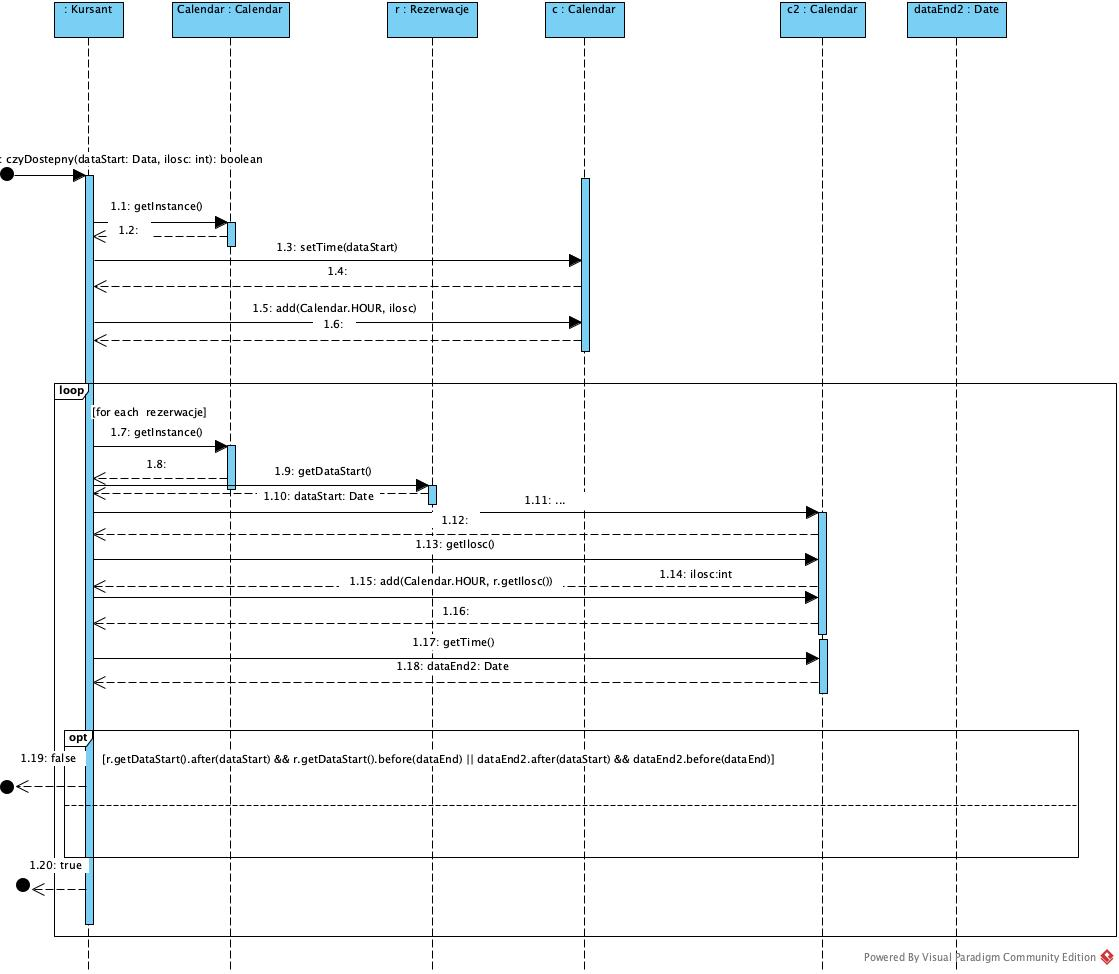 : Kursant
Calendar : Calendar
r : Rezerwacje
c : Calendar
c2 : Calendar
dataEnd2 : Date
: czyDostepny(dataStart: Data, ilosc: int): boolean
1.1: getInstance()
1.2:
1.3: setTime(dataStart)
1.4:
1.5: add(Calendar.HOUR, ilosc)
1.6:
loop
[for each rezerwacje]
1.7: getInstance()
1.8:
1.9: getDataStart()
1.10: dataStart: Date
1.11: ...
1.12:
1.13: getIlosc()
1.14: ilosc:int
1.15: add(Calendar.HOUR, r.getIlosc())
1.16:
1.17: getTime()
1.18: dataEnd2: Date
opt
1.19: false
[r.getDataStart().after(dataStart) && r.getDataStart().before(dataEnd) || dataEnd2.after(dataStart) && dataEnd2.before(dataEnd)]
1.20: true
Powered By Visual Paradigm Community Edition